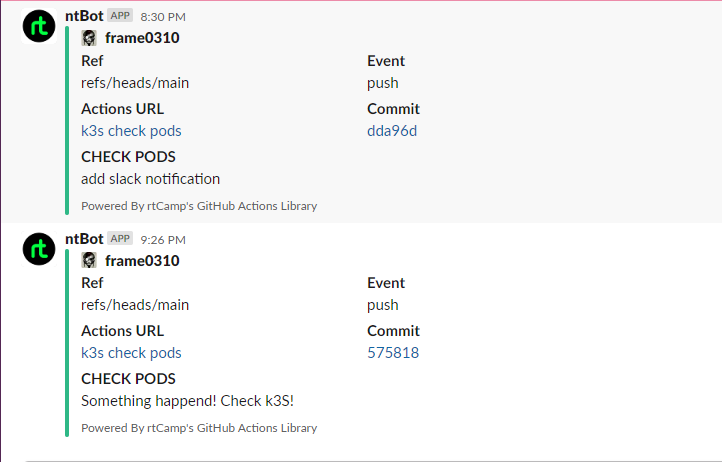 ntBot APP 8:30 PM
frame0310
Ref Event
refs/heads/main push
Actions URL Commit
k3s check pods dda96d
CHECK PODS
add slack notification
Powered By rtCamp's GitHub Actions Library
ntBot APP 9:26 PM
frame0310
Ref Event
refs/heads/main push
Actions URL Commit
k3s check pods 575818
CHECK PODS
Something happend! Check k3S!
Powered By rtCamp's GitHub Actions Library